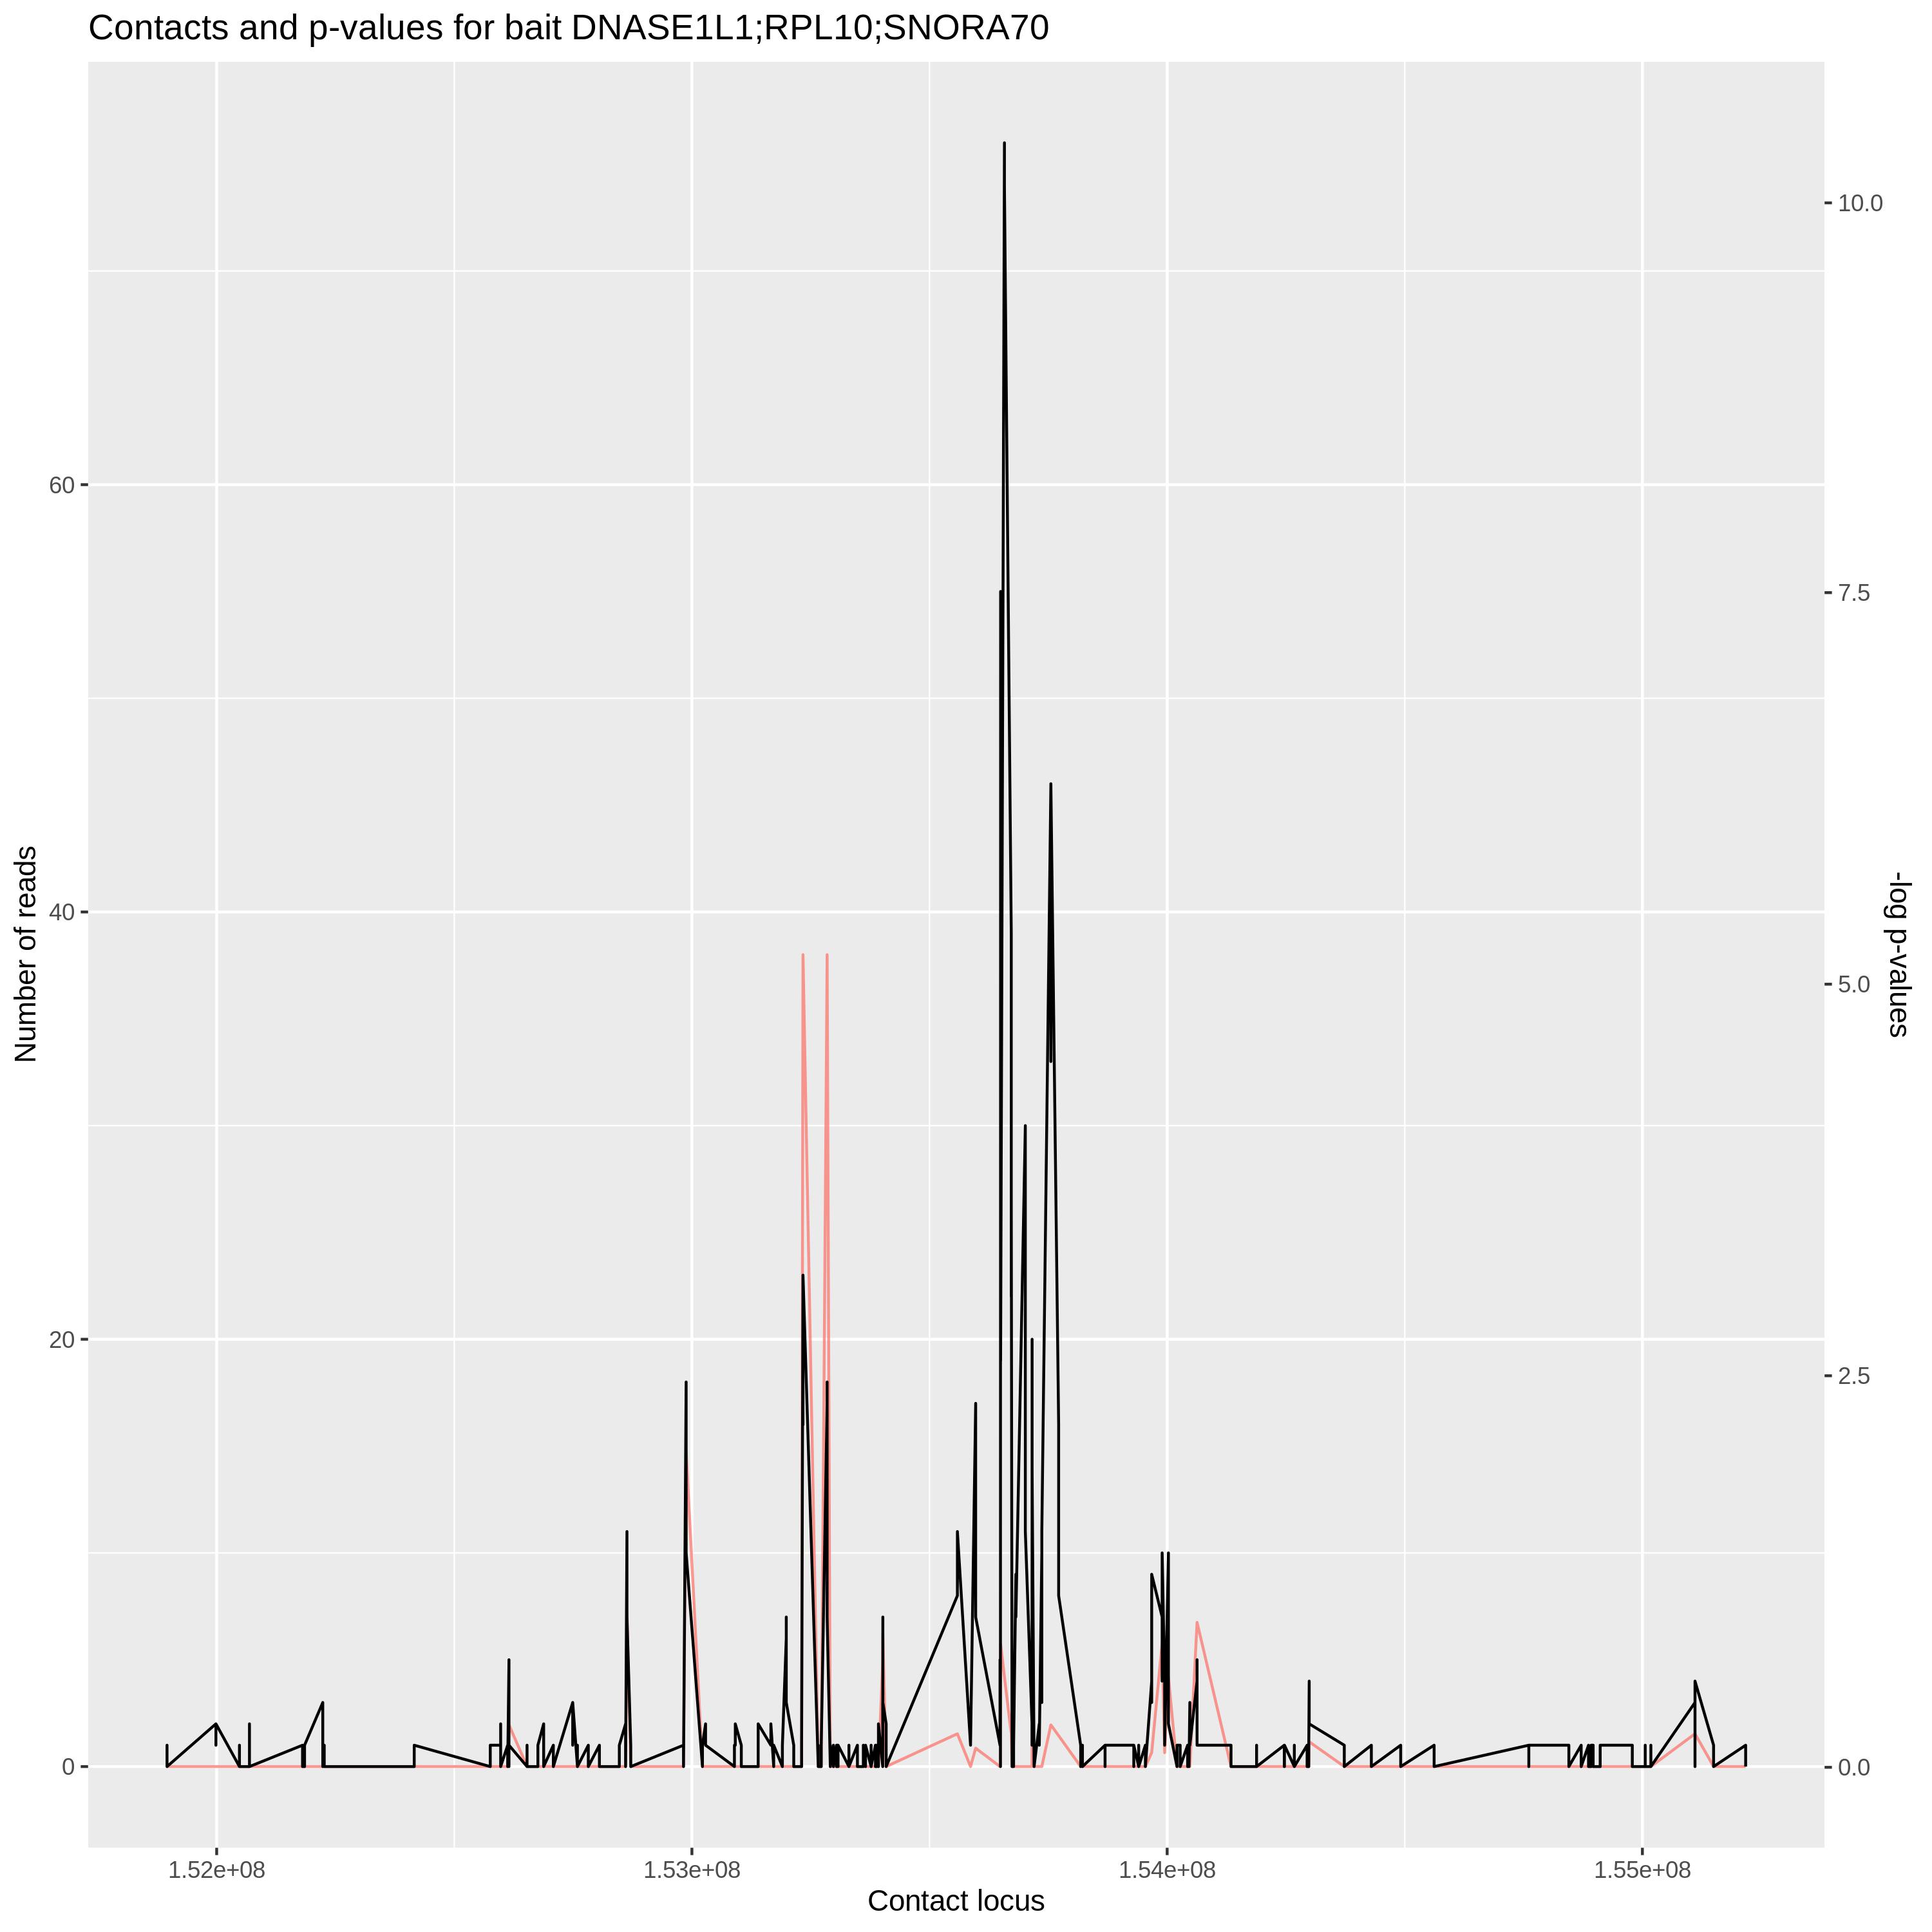 Contacts and p-values for bait DNASE1L1;RPL10;SNORA70
Number of reads
60
40
20
0
10.0
7.5
5.0
2.5
0.0
-log p-values
1.52e+08
1.53e+08
1.54e+08
1.55e+08
Contact locus